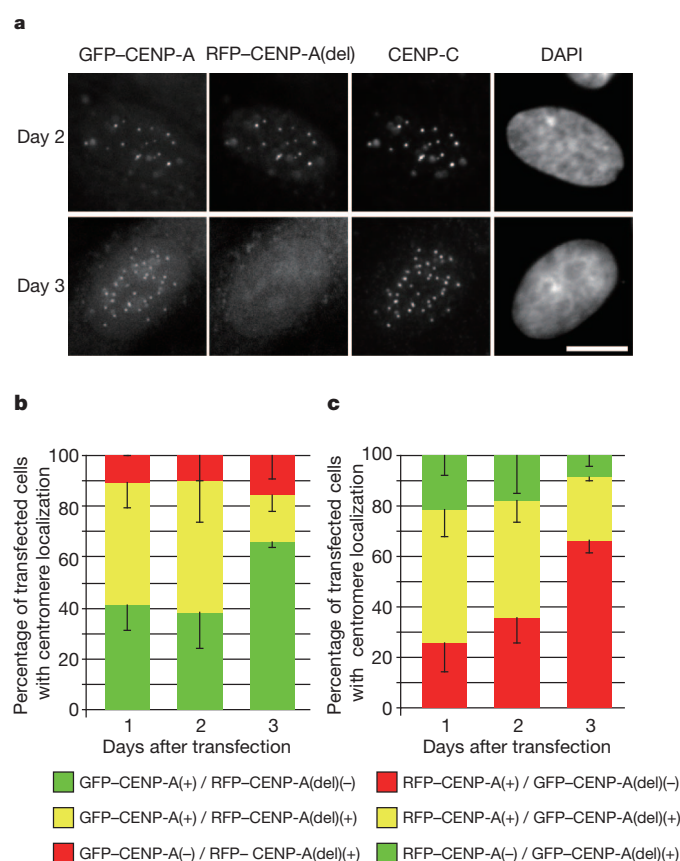 a
GFP–CENP-A RFP–CENP-A(del) CENP-C DAPI
Day 2
Day 3
b
Percentage of transfected cells
with centromere localization
100
80
60
40
20
0
1 2 3
Days after transfection
GFP–CENP-A(+) / RFP–CENP-A(del)(–)
GFP–CENP-A(+) / RFP–CENP-A(del)(+)
GFP–CENP-A(–) / RFP– CENP-A(del)(+)
c
Percentage of transfected cells
with centromere localization
100
80
60
40
20
0
1 2 3
Days after transfection
RFP–CENP-A(+) / GFP–CENP-A(del)(–)
RFP–CENP-A(+) / GFP–CENP-A(del)(+)
RFP–CENP-A(–) / GFP–CENP-A(del)(+)